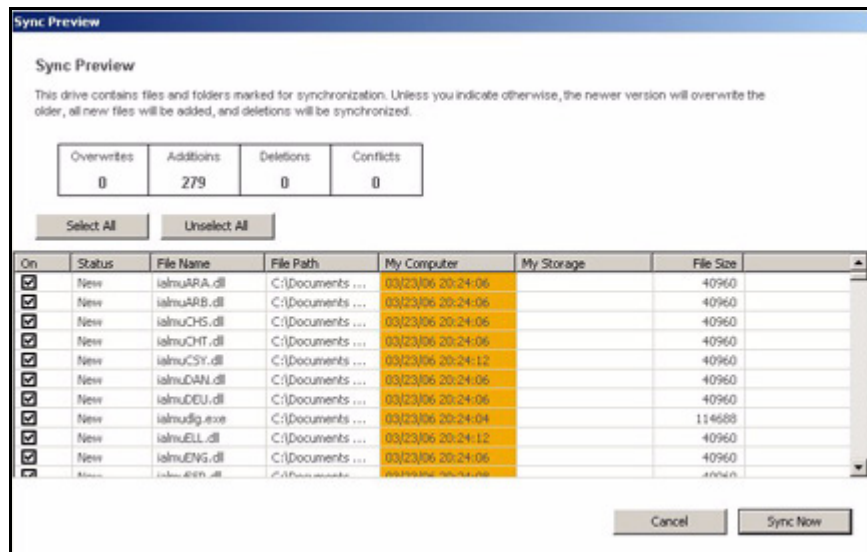 Sync Preview
Sync Preview
This drive contains files and folders marked for synchronization. Unless you indicate otherwise, the newer version will overwrite the
older, all new files will be added, and deletions will be synchronized.
Overwrites Additioins Deletions Conflicts
0 279 0 0
Select All Unselect All
On Status File Name File Path My Computer My Storage File Size
New ialmuARA.dll C:\Documents ... 03/23/06 20:24:06 40960
New ialmuARB.dll C:\Documents ... 03/23/06 20:24:06 40960
New ialmuCHS.dll C:\Documents ... 03/23/06 20:24:06 40960
New ialmuCHT.dll C:\Documents ... 03/23/06 20:24:06 40960
New ialmuCSY.dll C:\Documents ... 03/23/06 20:24:12 40960
New ialmuDAN.dll C:\Documents ... 03/23/06 20:24:06 40960
New ialmuDEU.dll C:\Documents ... 03/23/06 20:24:06 40960
New ialmudlg.exe C:\Documents ... 03/23/06 20:24:04 114688
New ialmuELL.dll C:\Documents ... 03/23/06 20:24:12 40960
New ialmuENG.dll C:\Documents ... 03/23/06 20:24:06 40960
Cancel Sync Now